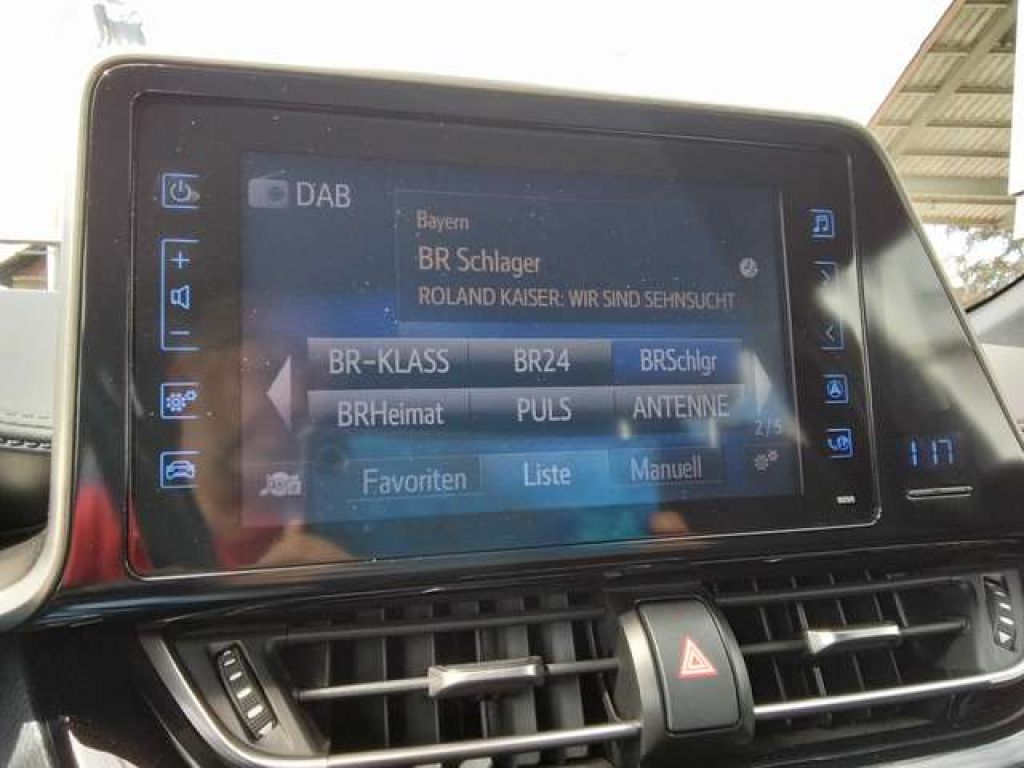 DAB
Bayern
BR Schlager
ROLAND KAISER: WIR SIND SEHNSUCHT
BR-KLASS BR24 BRSchlgr
BRHeimat PULS ANTENNE
2/5
Favoriten Liste Manuell
1:17